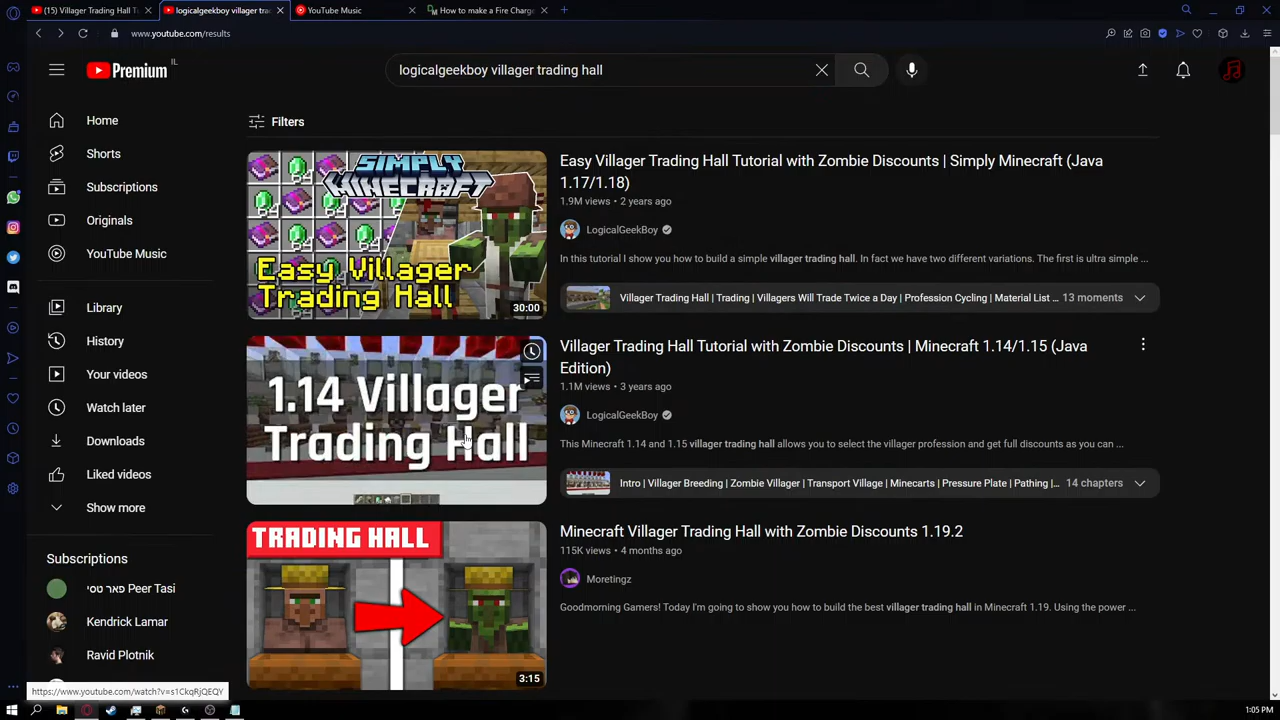 (15) Villager Trading Hall T
logicalgeekboy villager trad
YouTube Music
How to make a Fire Charge
www.youtube.com/results
Premium
IL
logicalgeekboy villager trading hall
Home
Shorts
Subscriptions
Originals
YouTube Music
Library
History
Your videos
Watch later
Downloads
Liked videos
Show more
Subscriptions
פאר טסי Peer Tasi
Kendrick Lamar
Ravid Plotnik
Filters
SIMPLY
MINECRAFT
Easy Villager
Trading Hall
30:00
Easy Villager Trading Hall Tutorial with Zombie Discounts | Simply Minecraft (Java
1.17/1.18)
1.9M views • 2 years ago
LogicalGeekBoy
In this tutorial I show you how to build a simple villager trading hall. In fact we have two different variations. The first is ultra simple ...
Villager Trading Hall | Trading | Villagers Will Trade Twice a Day | Profession Cycling | Material List ... 13 moments
1.14 Villager
Trading Hall
Villager Trading Hall Tutorial with Zombie Discounts | Minecraft 1.14/1.15 (Java
Edition)
1.1M views • 3 years ago
LogicalGeekBoy
This Minecraft 1.14 and 1.15 villager trading hall allows you to select the villager profession and get full discounts as you can ...
Intro | Villager Breeding | Zombie Villager | Transport Village | Minecarts | Pressure Plate | Pathing |... 14 chapters
TRADING HALL
3:15
Minecraft Villager Trading Hall with Zombie Discounts 1.19.2
115K views • 4 months ago
Moretingz
Goodmorning Gamers! Today I'm going to show you how to build the best villager trading hall in Minecraft 1.19. Using the power ...
https://www.youtube.com/watch?v=s1CkqRjQEQY
1:05 PM